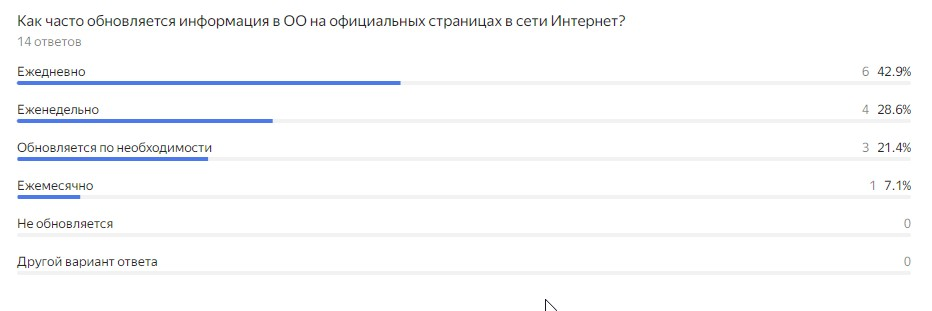 Как часто обновляется информация в ОО на официальных страницах в сети Интернет?
14 ответов
Ежедневно 6 42.9%
Еженедельно 4 28.6%
Обновляется по необходимости 3 21.4%
Ежемесячно 1 7.1%
Не обновляется 0
Другой вариант ответа 0